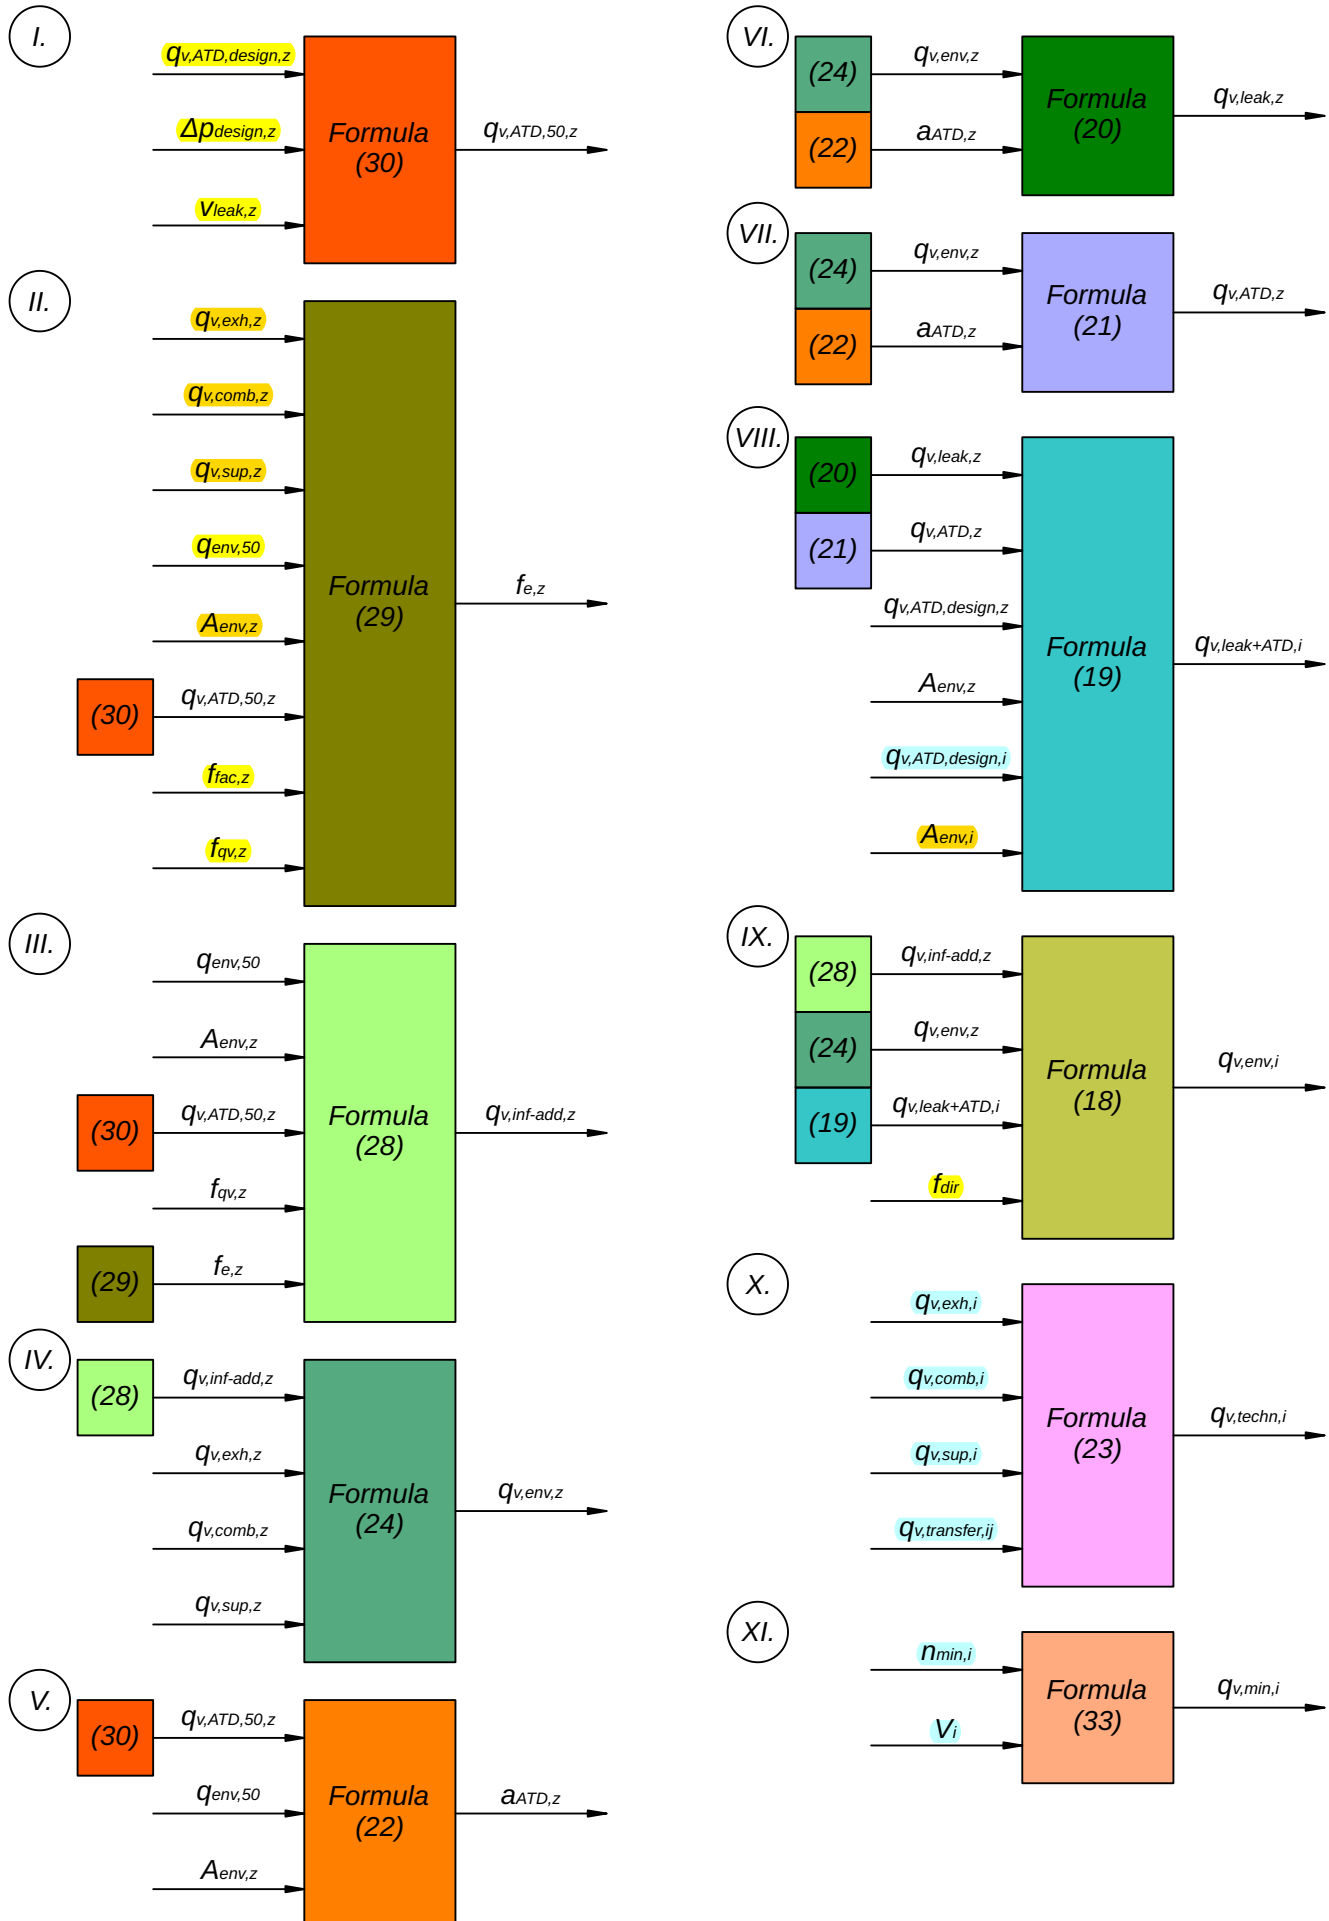 I.
qv,ATD,design,z
Δpdesign,z
vleak,z
Formula
(30)
qv,ATD,50,z
II.
qv,exh,z
qv,comb,z
qv,sup,z
qenv,50
Aenv,z
(30)
qv,ATD,50,z
ffac,z
fqv,z
Formula
(29)
fe,z
III.
qenv,50
Aenv,z
(30)
qv,ATD,50,z
fqv,z
(29)
fe,z
Formula
(28)
qv,inf-add,z
IV.
(28)
qv,inf-add,z
qv,exh,z
qv,comb,z
qv,sup,z
Formula
(24)
qv,env,z
V.
(30)
qv,ATD,50,z
qenv,50
Aenv,z
Formula
(22)
aATD,z
VI.
(24)
qv,env,z
(22)
aATD,z
Formula
(20)
qv,leak,z
VII.
(24)
qv,env,z
(22)
aATD,z
Formula
(21)
qv,ATD,z
VIII.
(20)
qv,leak,z
(21)
qv,ATD,z
qv,ATD,design,z
Aenv,z
qv,ATD,design,i
Aenv,i
Formula
(19)
qv,leak+ATD,i
IX.
(28)
qv,inf-add,z
(24)
qv,env,z
(19)
qv,leak+ATD,i
fdir
Formula
(18)
qv,env,i
X.
qv,exh,i
qv,comb,i
qv,sup,i
qv,transfer,ij
Formula
(23)
qv,techn,i
XI.
nmin,i
Vi
Formula
(33)
qv,min,i